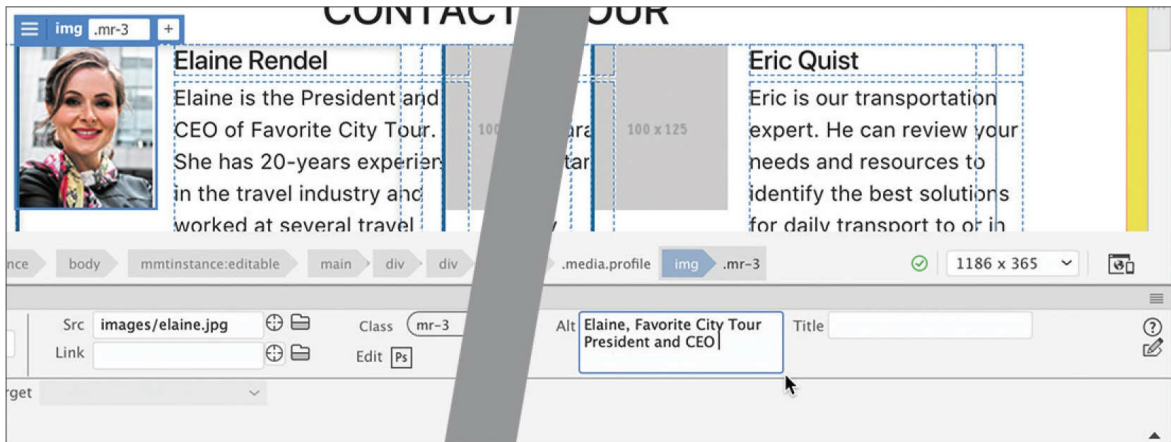 CONTACT OUR
img .mr-3 +
Elaine Rendel
Elaine is the President and
CEO of Favorite City Tour.
She has 20-years experien
in the travel industry and
worked at several travel
100
ara
tar
y
100 x 125
Eric Quist
Eric is our transportation
expert. He can review your
needs and resources to
identify the best solutions
for daily transport to or in
nce body mmtinstance:editable main div div .media.profile img .mr-3 1186 x 365
Src images/elaine.jpg Class mr-3 Alt Elaine, Favorite City Tour Title
President and CEO
Link Edit Ps
rget